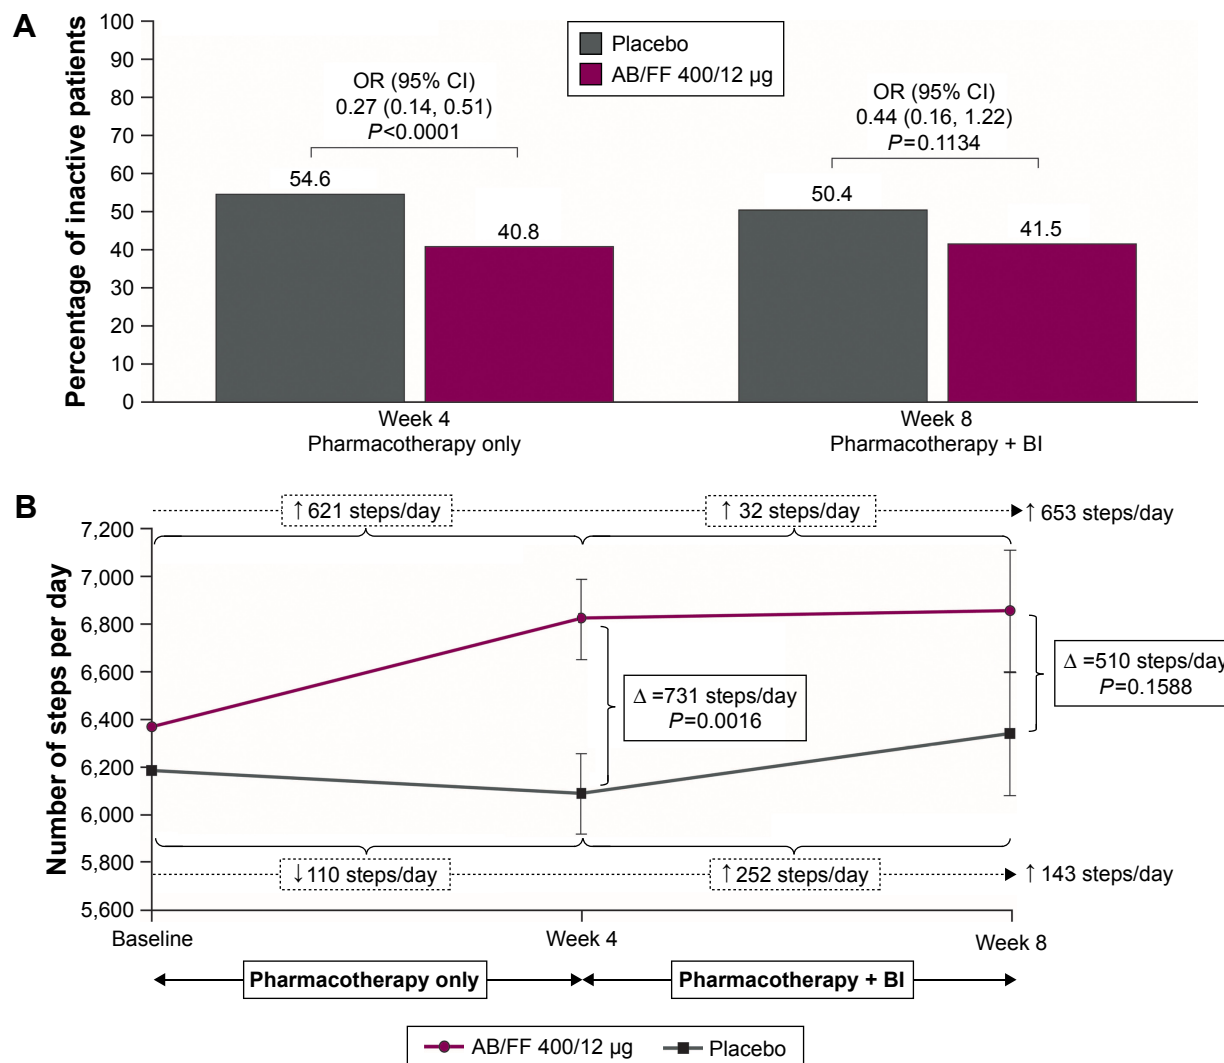 A
Percentage of inactive patients
100
90
80
70
60
50
40
30
20
10
0
Placebo
AB/FF 400/12 µg
OR (95% CI)
0.27 (0.14, 0.51)
P<0.0001
OR (95% CI)
0.44 (0.16, 1.22)
P=0.1134
54.6
40.8
50.4
41.5
Week 4
Pharmacotherapy only
Week 8
Pharmacotherapy + BI
B
Number of steps per day
7,200
7,000
6,800
6,600
6,400
6,200
6,000
5,800
5,600
↑621 steps/day
↑ 32 steps/day
↑ 653 steps/day
Δ =731 steps/day
P=0.0016
Δ =510 steps/day
P=0.1588
↓110 steps/day
↑252 steps/day
↑ 143 steps/day
Baseline
Week 4
Week 8
Pharmacotherapy only
Pharmacotherapy + BI
AB/FF 400/12 µg
Placebo